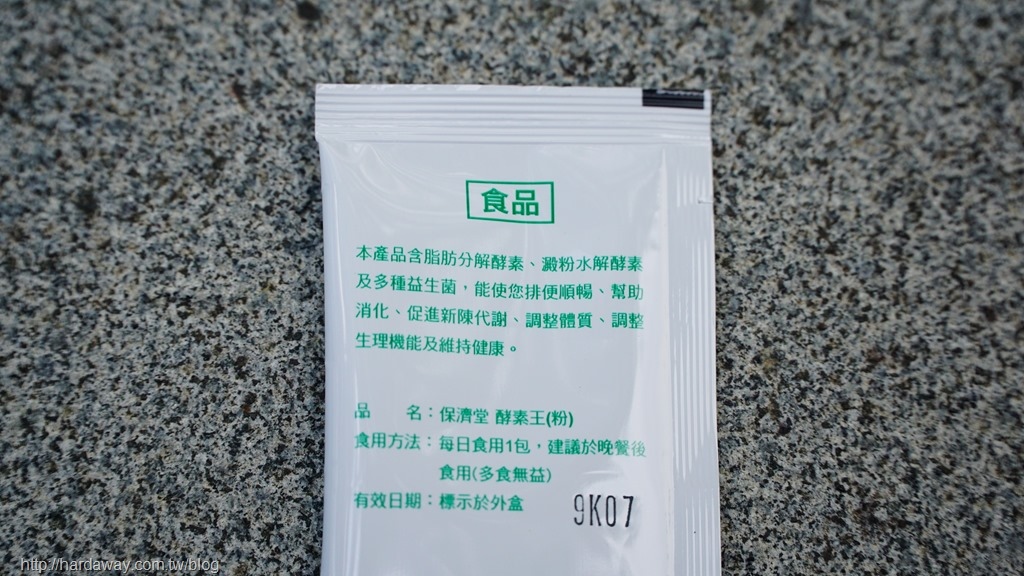 食品
本產品含脂肪分解酵素、澱粉水解酵素
及多種益生菌，能使您排便順暢、幫助
消化、促進新陳代謝、調整體質、調整
生理機能及維持健康。
品　　名：保濟堂 酵素王(粉)
食用方法：每日食用1包，建議於晚餐後
食用(多食無益)
有效日期：標示於外盒
9K07
http://hardaway.com.tw/blog